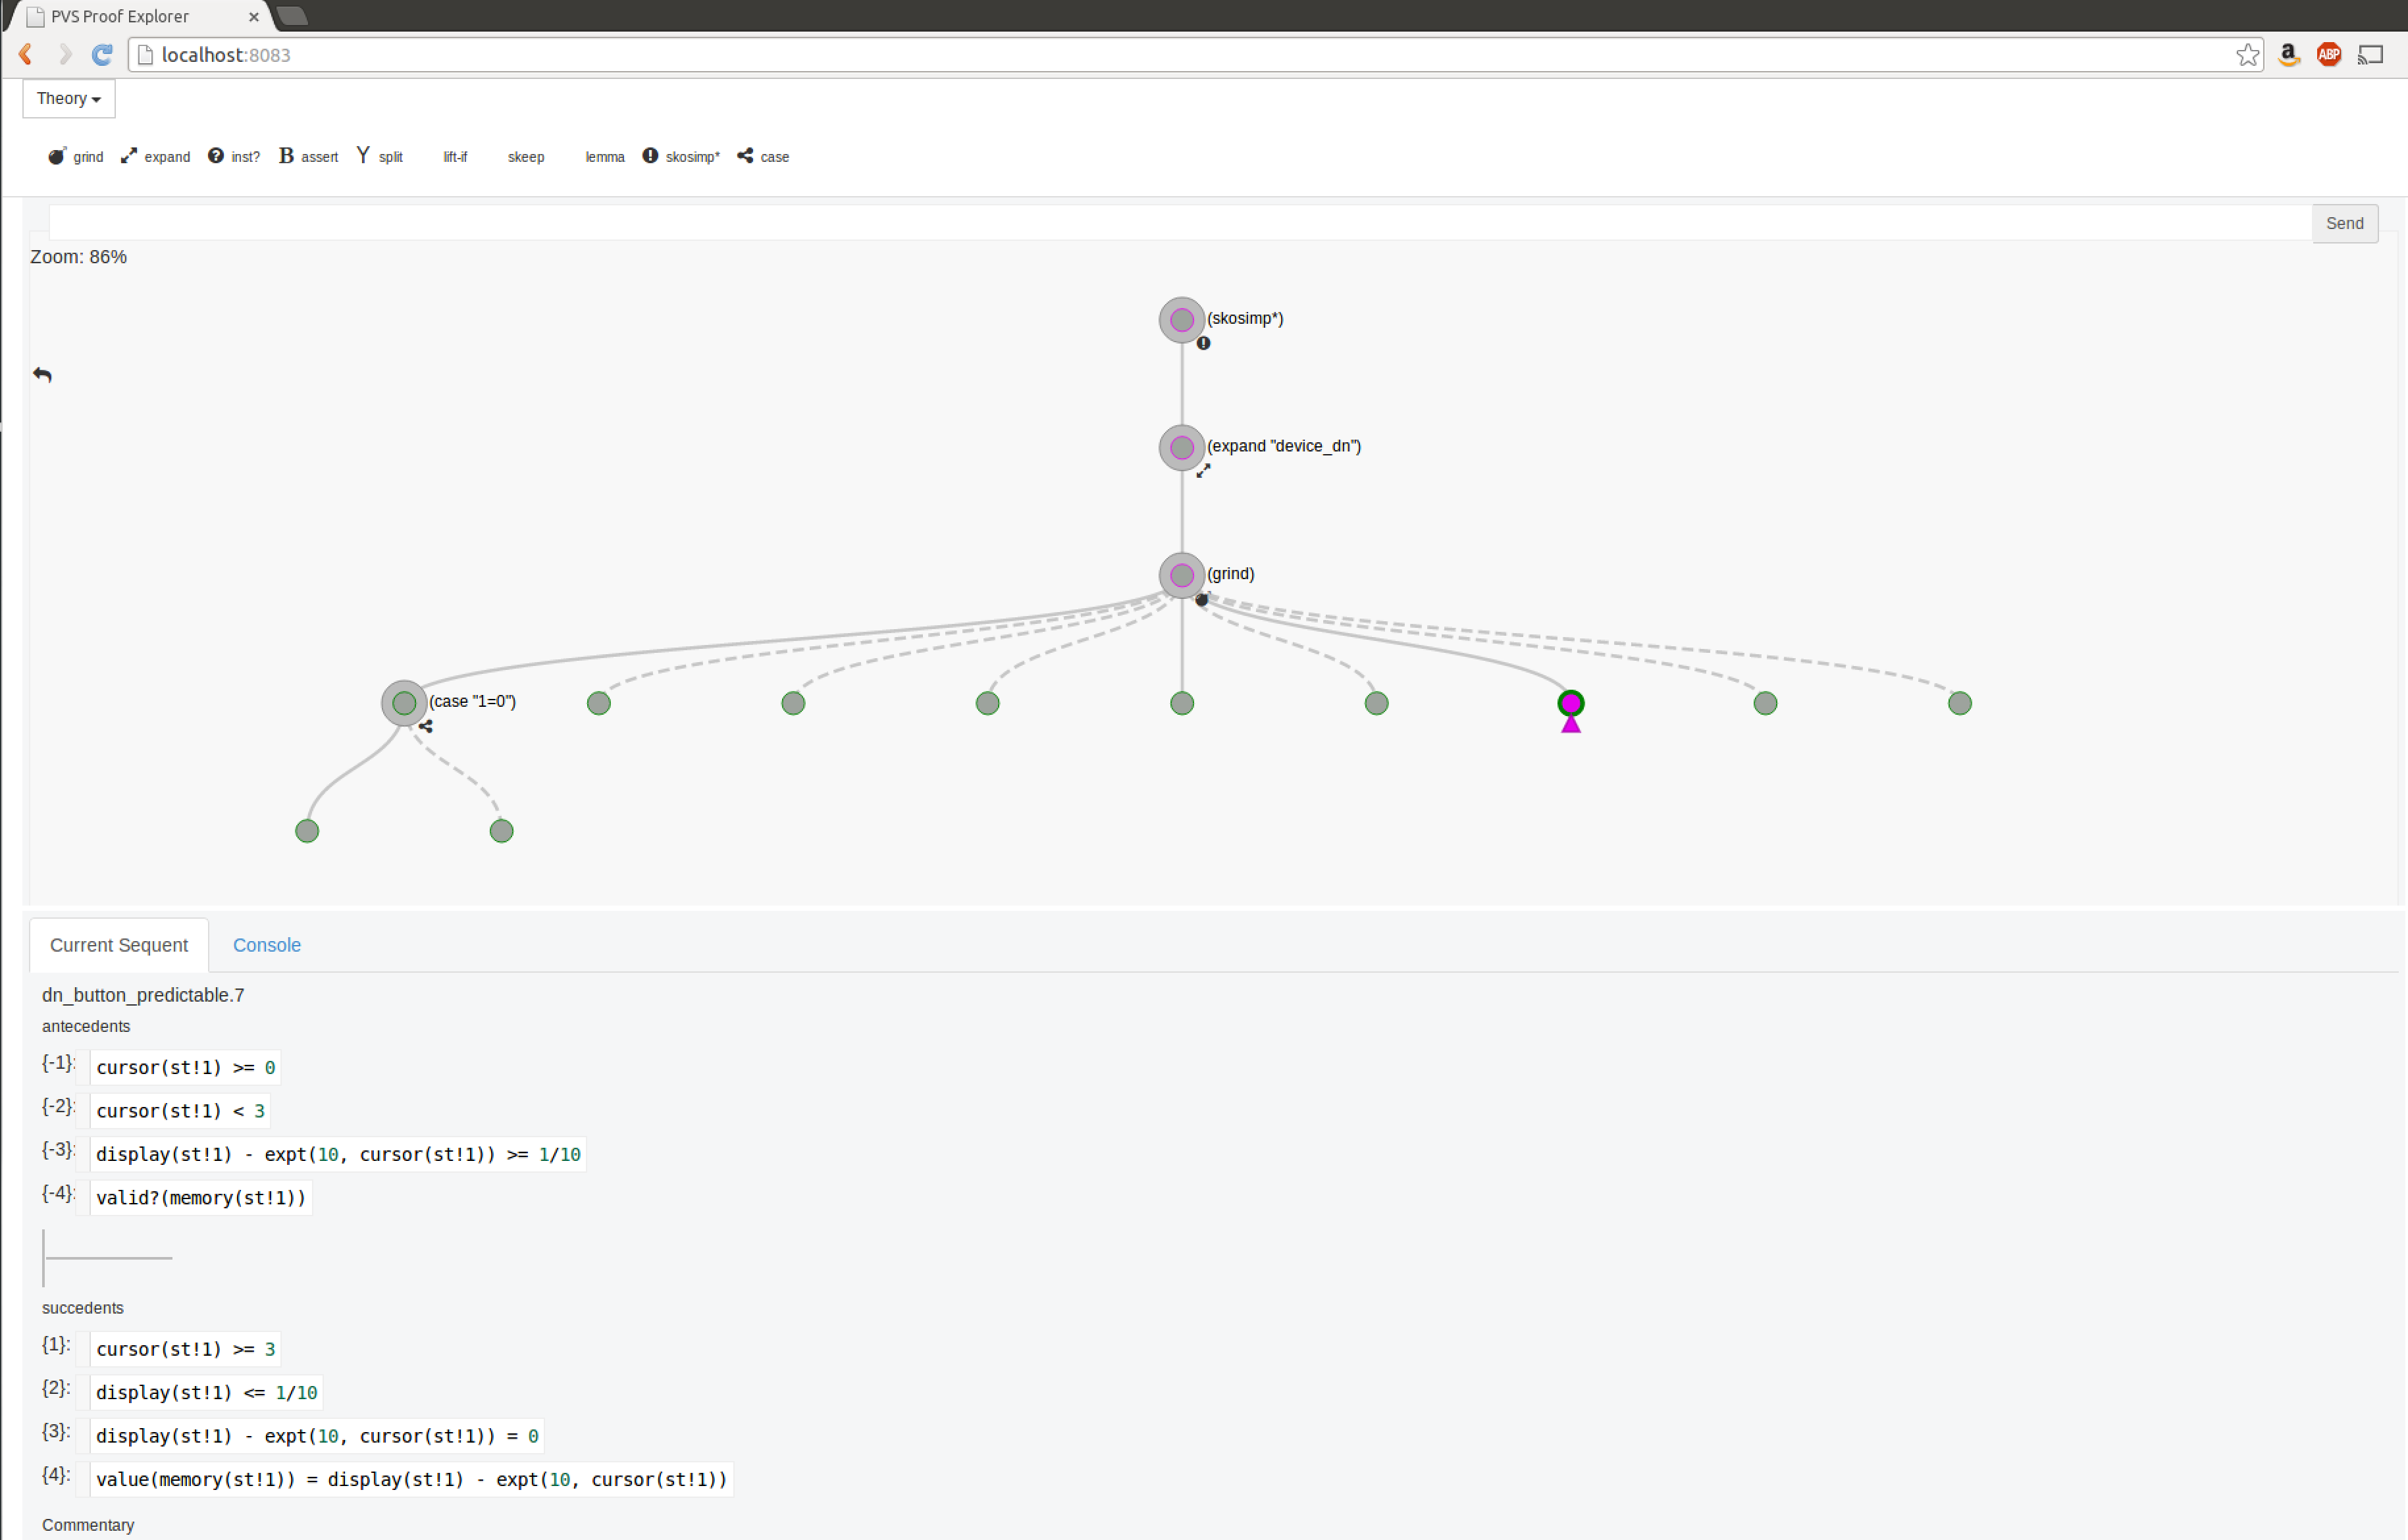 PVS Proof Explorer
localhost:8083
ABP
Theory
grind expand inst? B assert split lift-if skeep lemma skosimp* case
Send
Zoom: 86%
(skosimp*)
(expand "device_dn")
(grind)
(case "1=0")
Current Sequent Console
dn_button_predictable.7
antecedents
{-1}: cursor(st!1) >= 0
{-2}: cursor(st!1) < 3
{-3}: display(st!1) - expt(10, cursor(st!1)) >= 1/10
{-4}: valid?(memory(st!1))
succedents
{1}: cursor(st!1) >= 3
{2}: display(st!1) <= 1/10
{3}: display(st!1) - expt(10, cursor(st!1)) = 0
{4}: value(memory(st!1)) = display(st!1) - expt(10, cursor(st!1))
Commentary